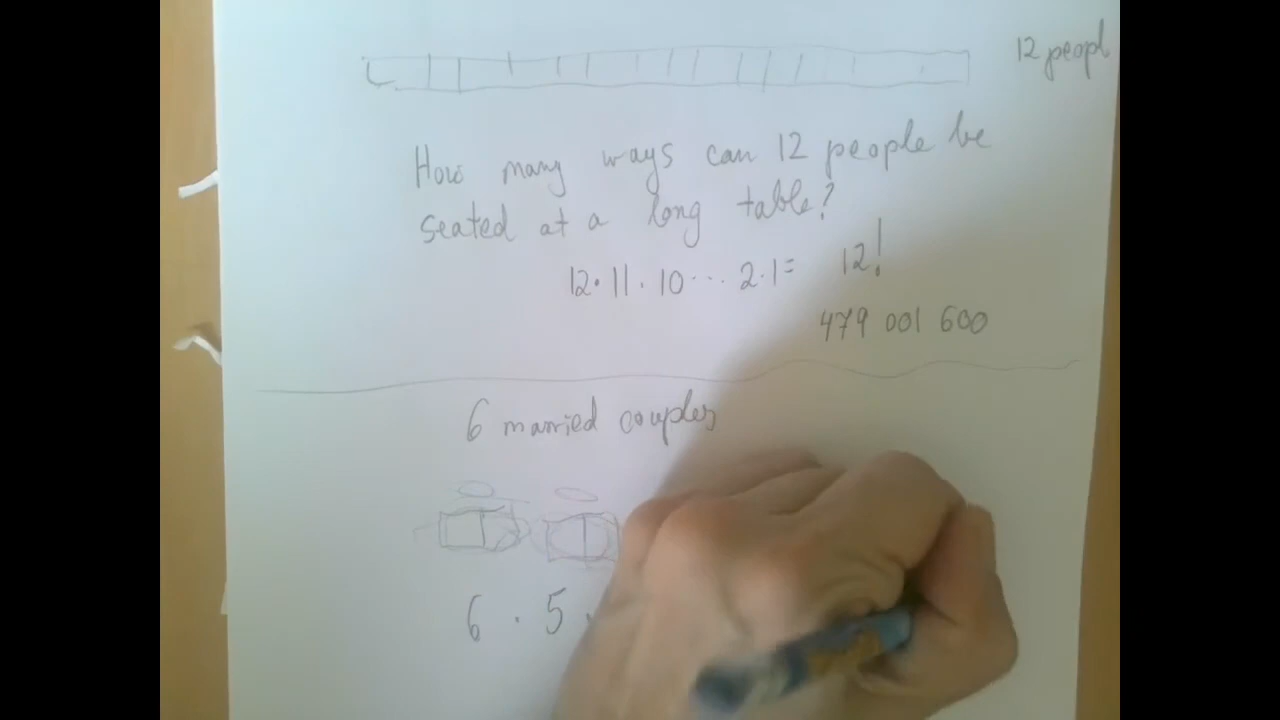 12 peopl
How many ways can 12 people be
seated at a long table?
12 · 11 · 10 ... 2 · 1 = 12!
479 001 600
6 married couples
6 · 5 ·